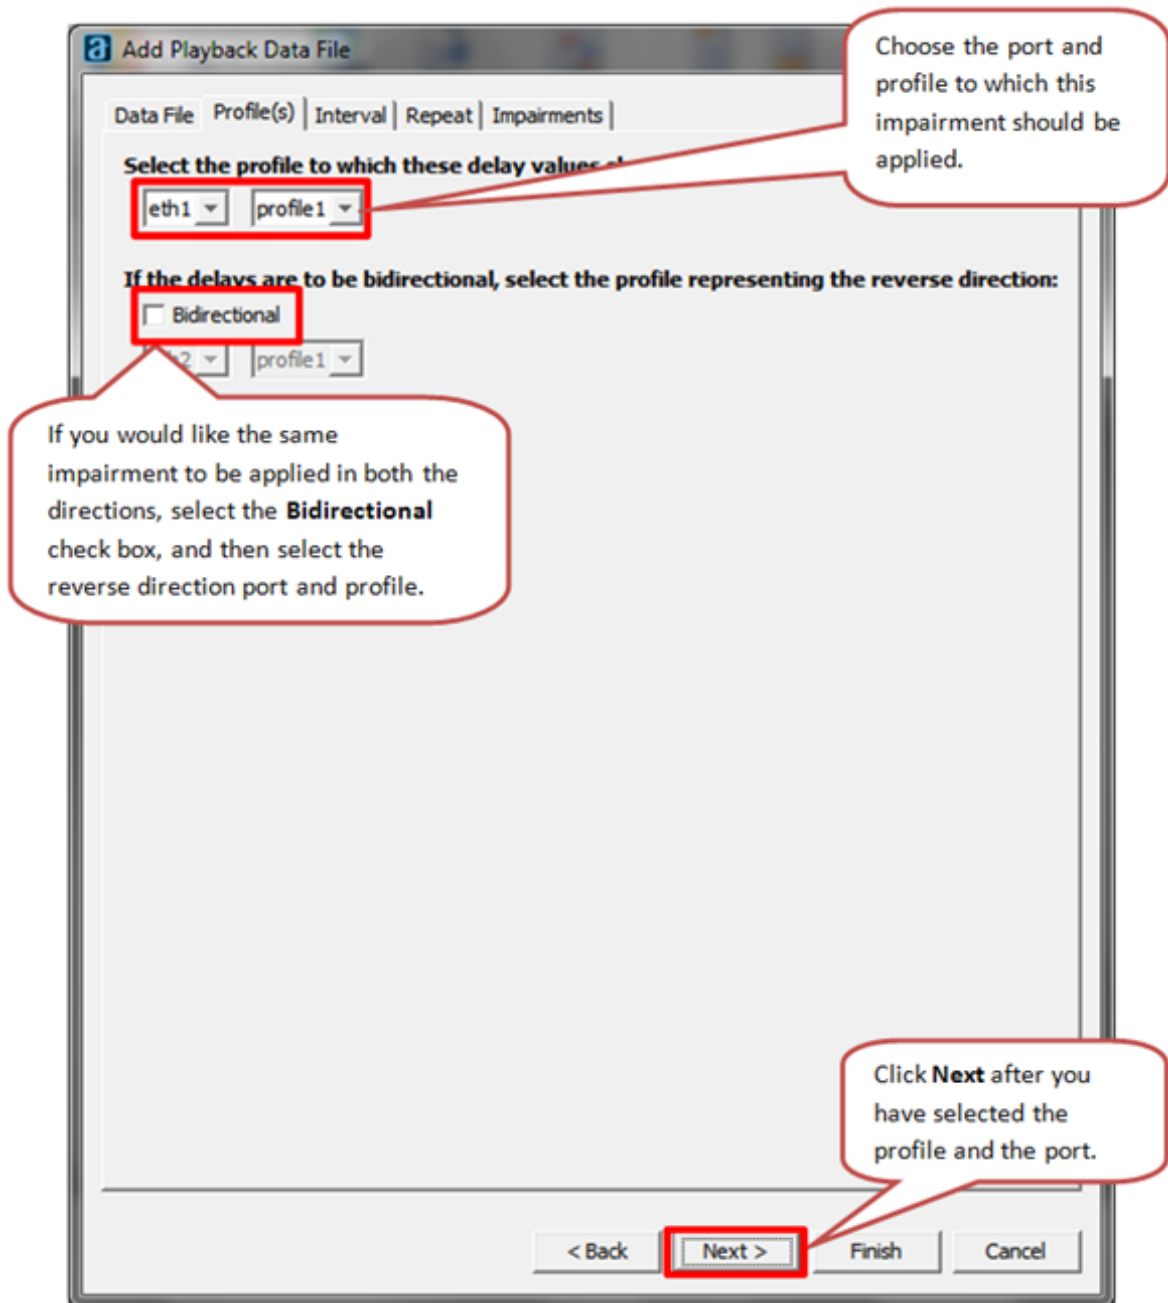 Add Playback Data File
Choose the port and
profile to which this
impairment should be
applied.
Data File Profile(s) Interval Repeat Impairments
Select the profile to which these delay values
eth1 profile1
If the delays are to be bidirectional, select the profile representing the reverse direction:
Bidirectional
profile1
If you would like the same
impairment to be applied in both the
directions, select the Bidirectional
check box, and then select the
reverse direction port and profile.
Click Next after you
have selected the
profile and the port.
< Back Next > Finish Cancel